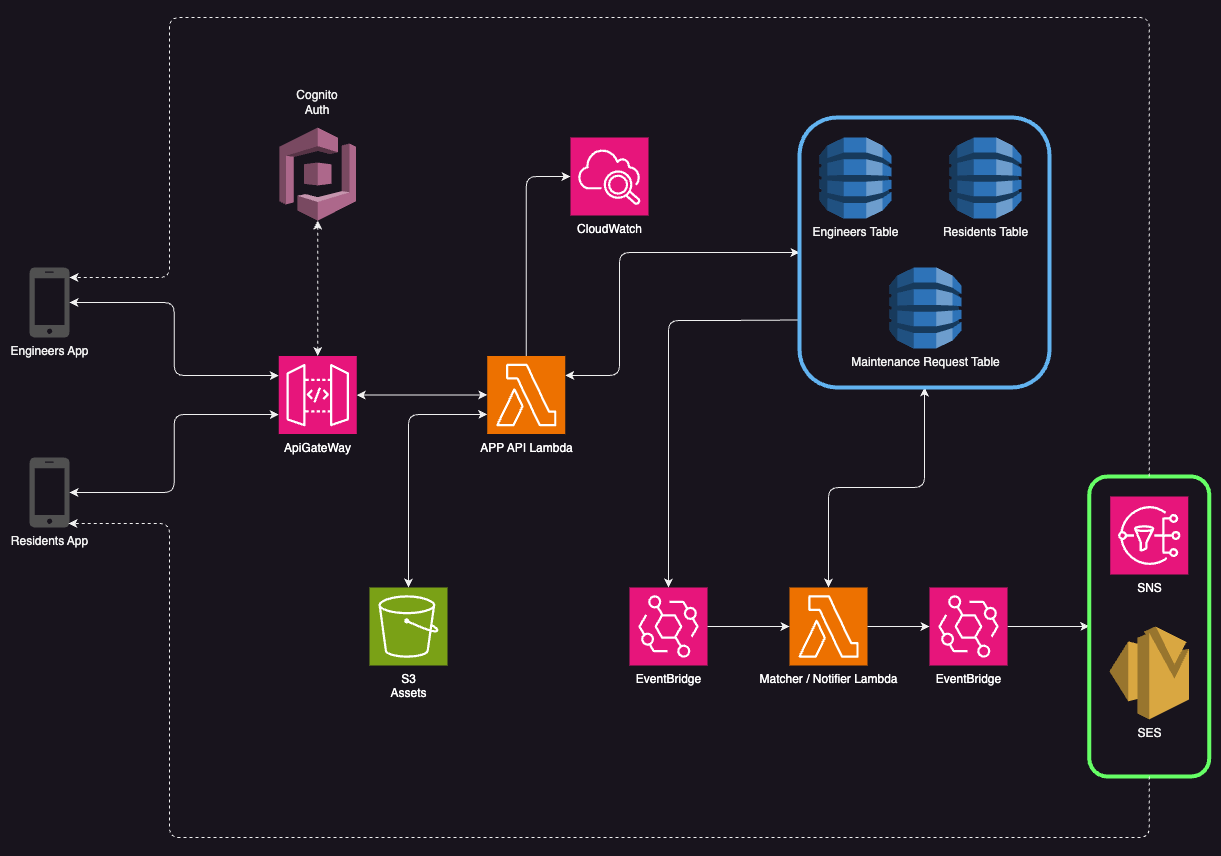 Cognito
Auth
CloudWatch
Engineers Table
Residents Table
Maintenance Request Table
Engineers App
ApiGateWay
APP API Lambda
Residents App
SNS
S3
Assets
EventBridge
Matcher / Notifier Lambda
EventBridge
SES